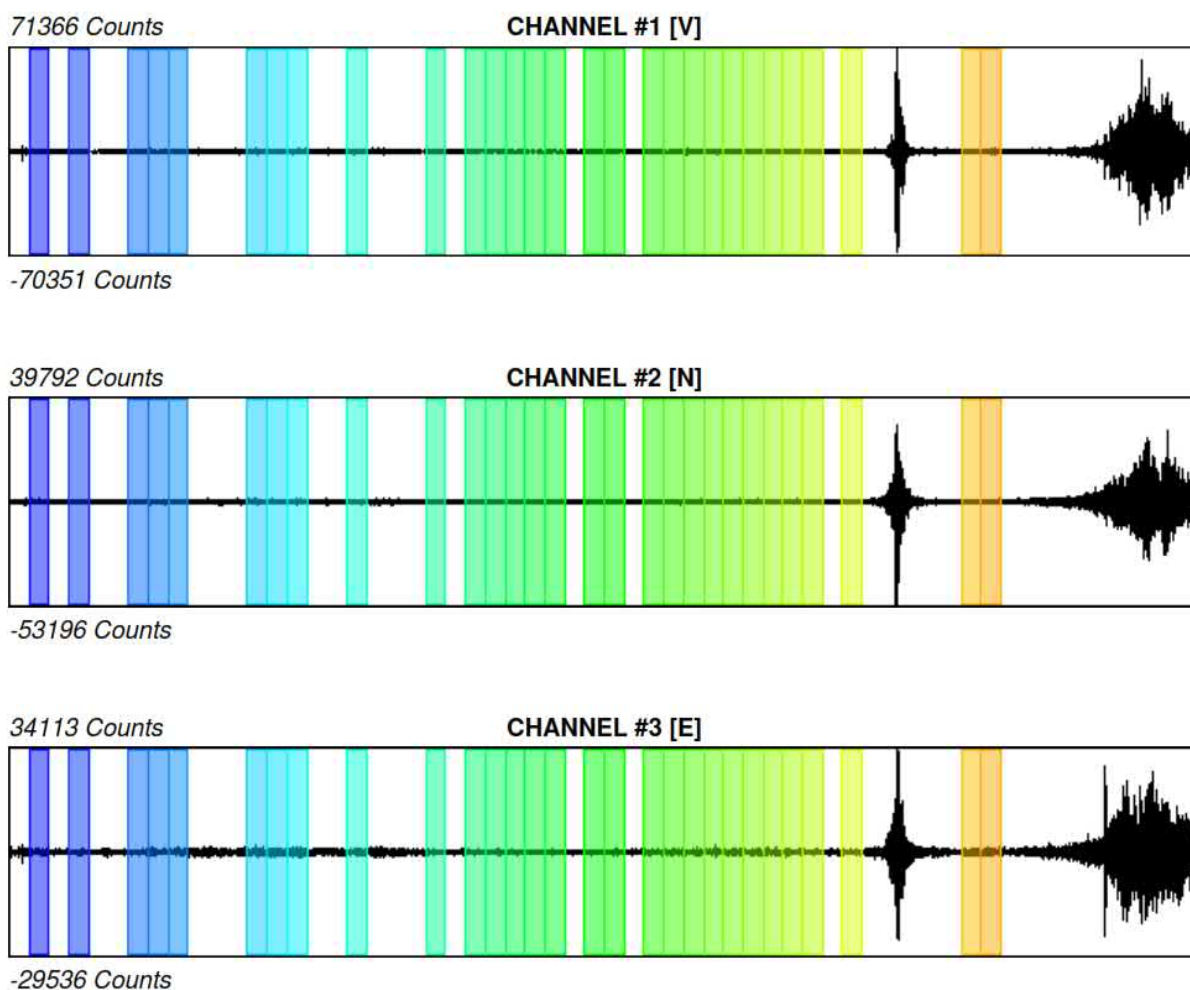 71366 Counts CHANNEL #1 [V]
-70351 Counts
39792 Counts CHANNEL #2 [N]
-53196 Counts
34113 Counts CHANNEL #3 [E]
-29536 Counts